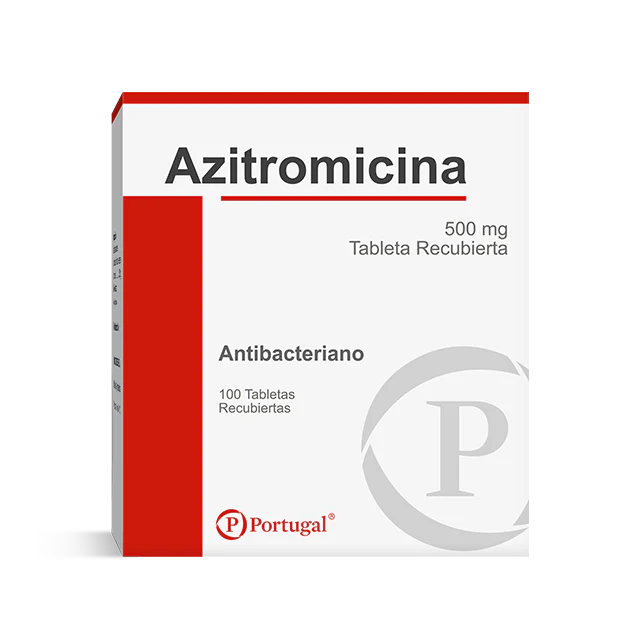 Azitromicina
500 mg
Tableta Recubierta
Antibacteriano
100 Tabletas
Recubiertas
P
P Portugal®